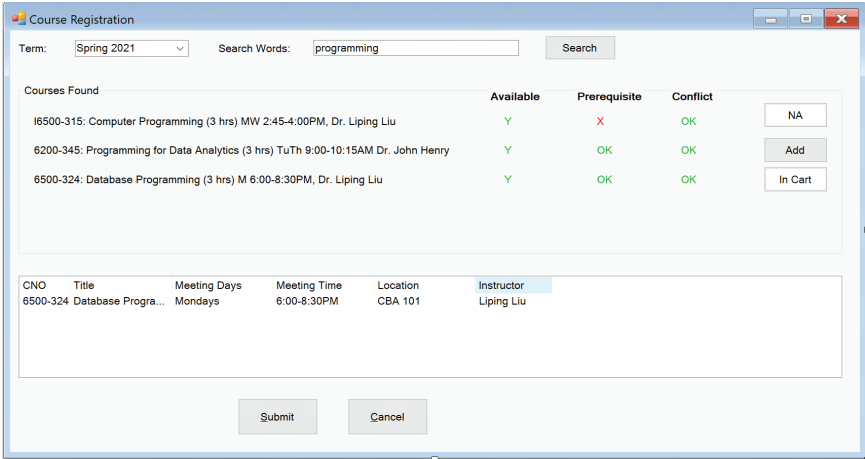 Course Registration
Term: Spring 2021 Search Words: programming Search
Courses Found
Available Prerequisite Conflict
I6500-315: Computer Programming (3 hrs) MW 2:45-4:00PM, Dr. Liping Liu Y X OK NA
6200-345: Programming for Data Analytics (3 hrs) TuTh 9:00-10:15AM Dr. John Henry Y OK OK Add
6500-324: Database Programming (3 hrs) M 6:00-8:30PM, Dr. Liping Liu Y OK OK In Cart
CNO Title Meeting Days Meeting Time Location Instructor
6500-324 Database Progra... Mondays 6:00-8:30PM CBA 101 Liping Liu
Submit Cancel